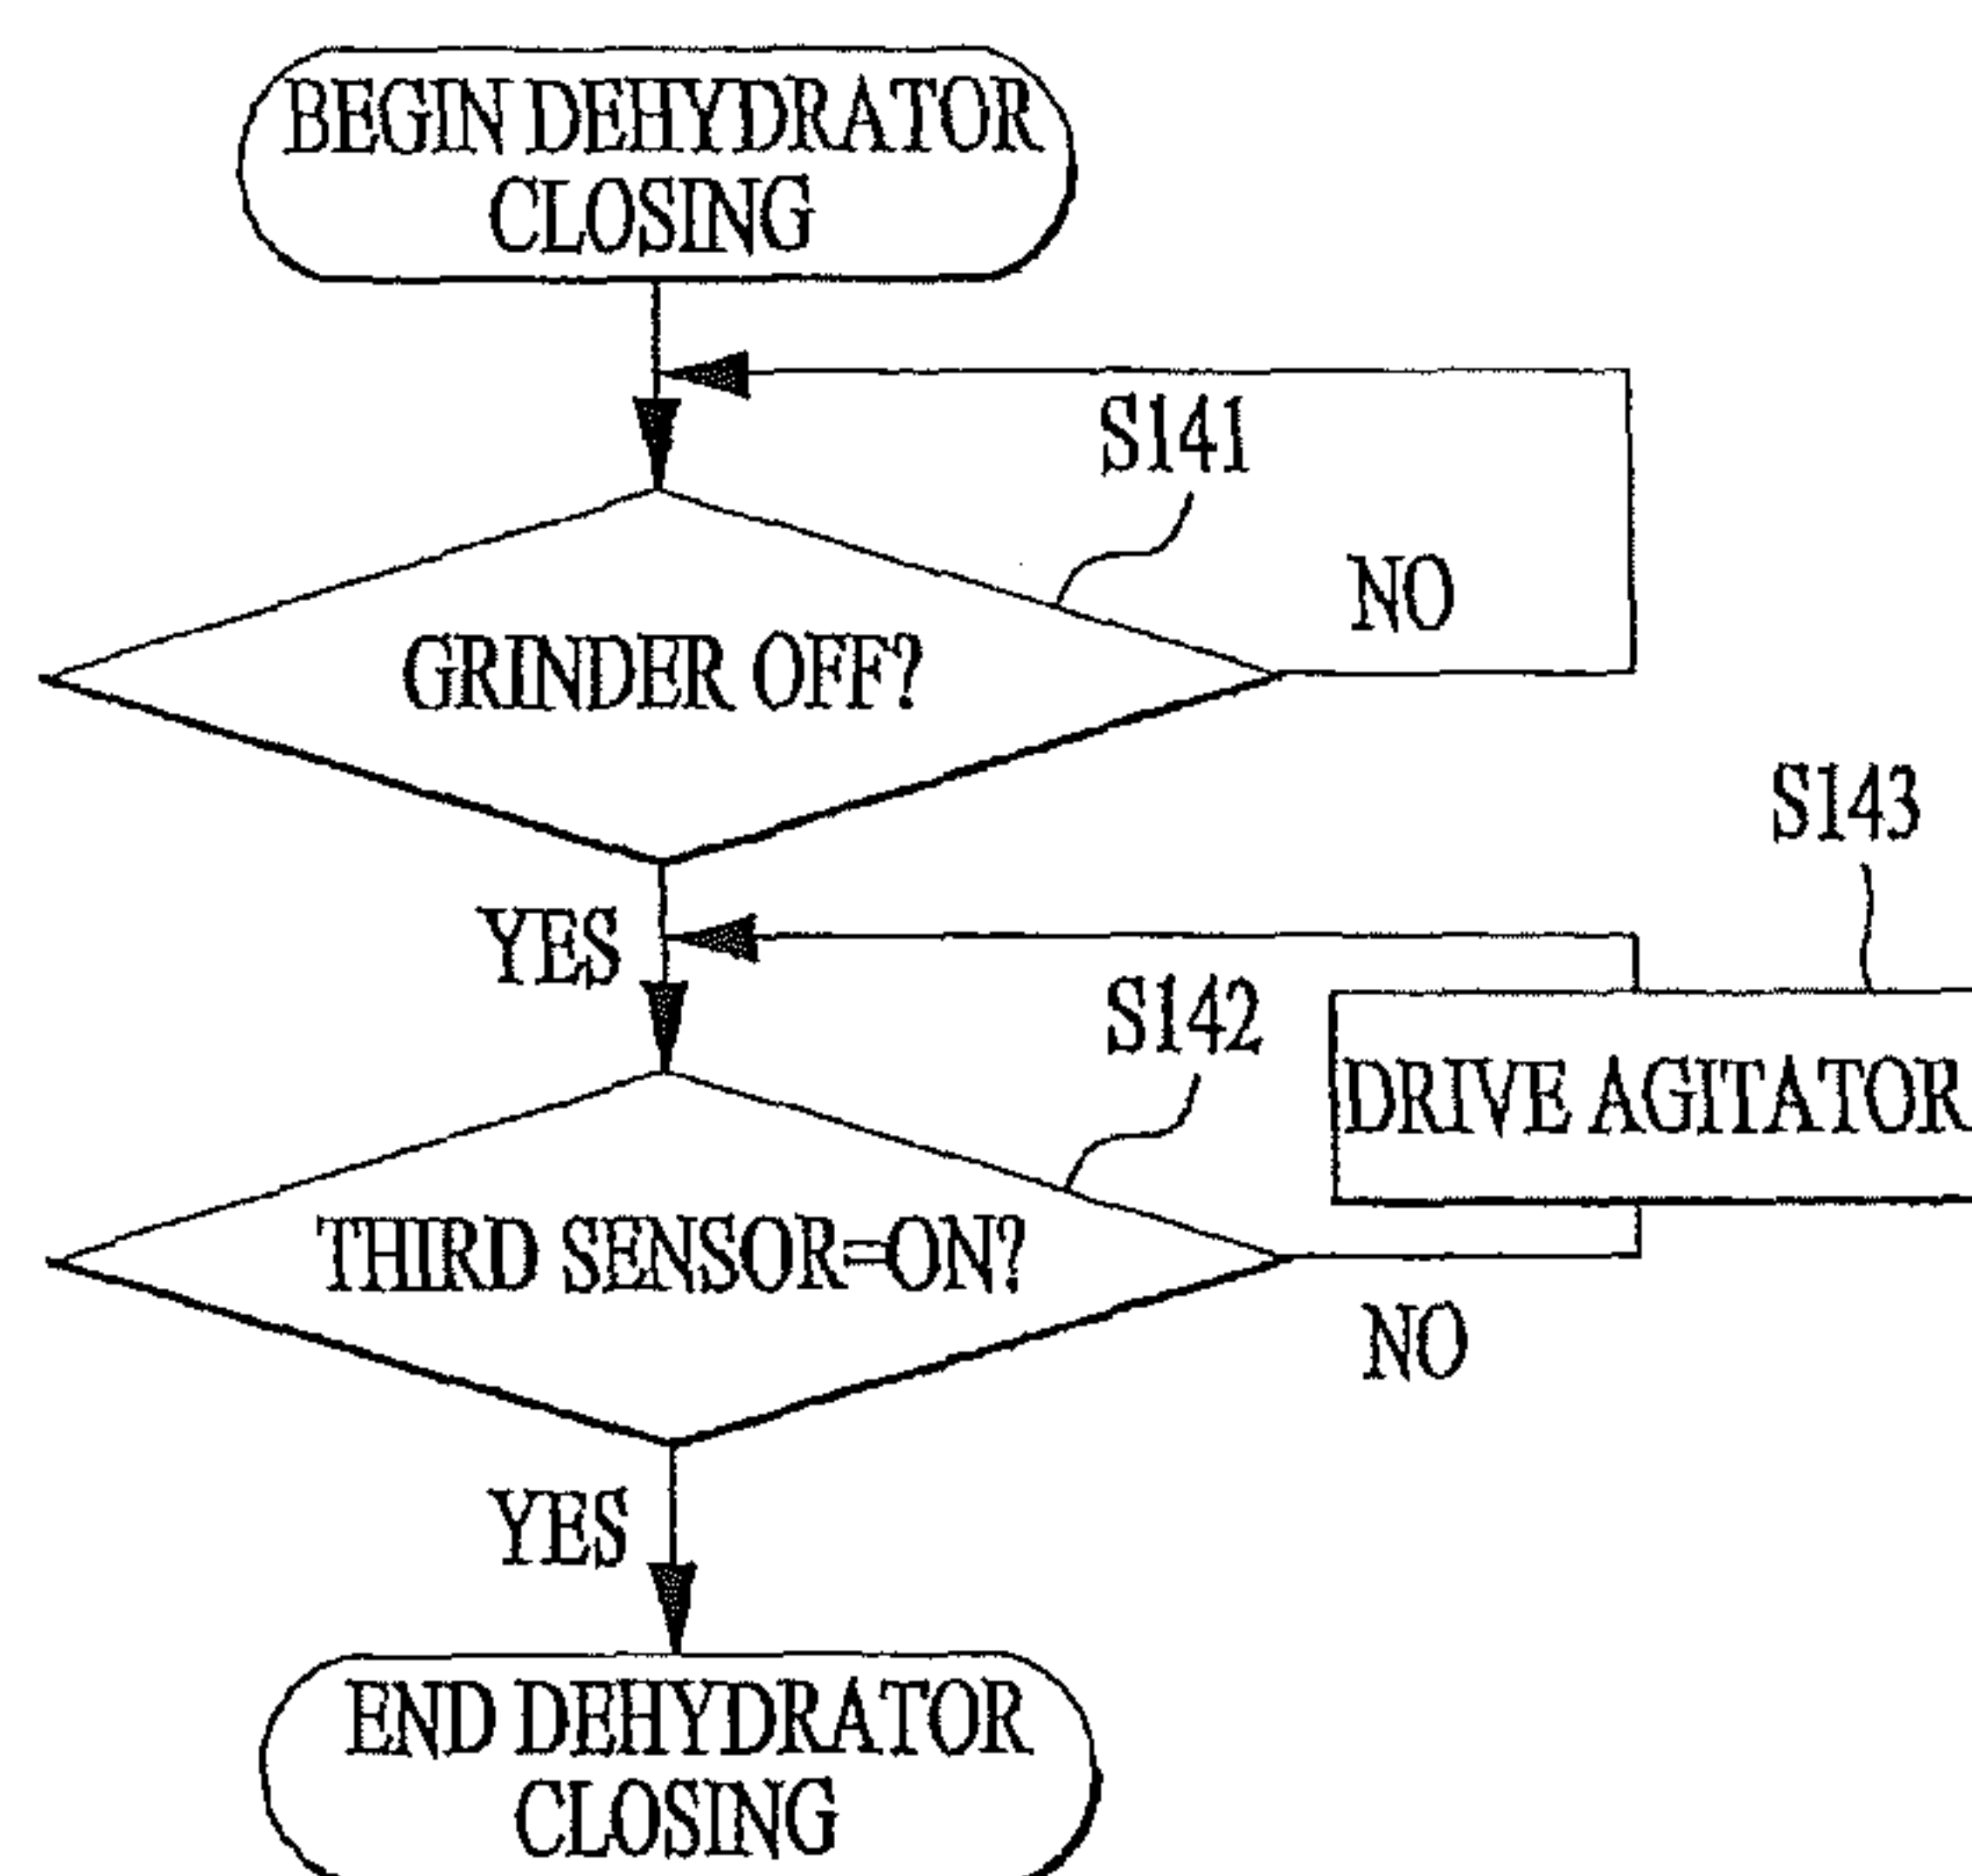 BEGIN DEHYDRATOR
CLOSING
S141
NO
GRINDER OFF?
S143
YES
S142
DRIVE AGITATOR
THIRD SENSOR=ON?
NO
YES
END DEHYDRATOR
CLOSING